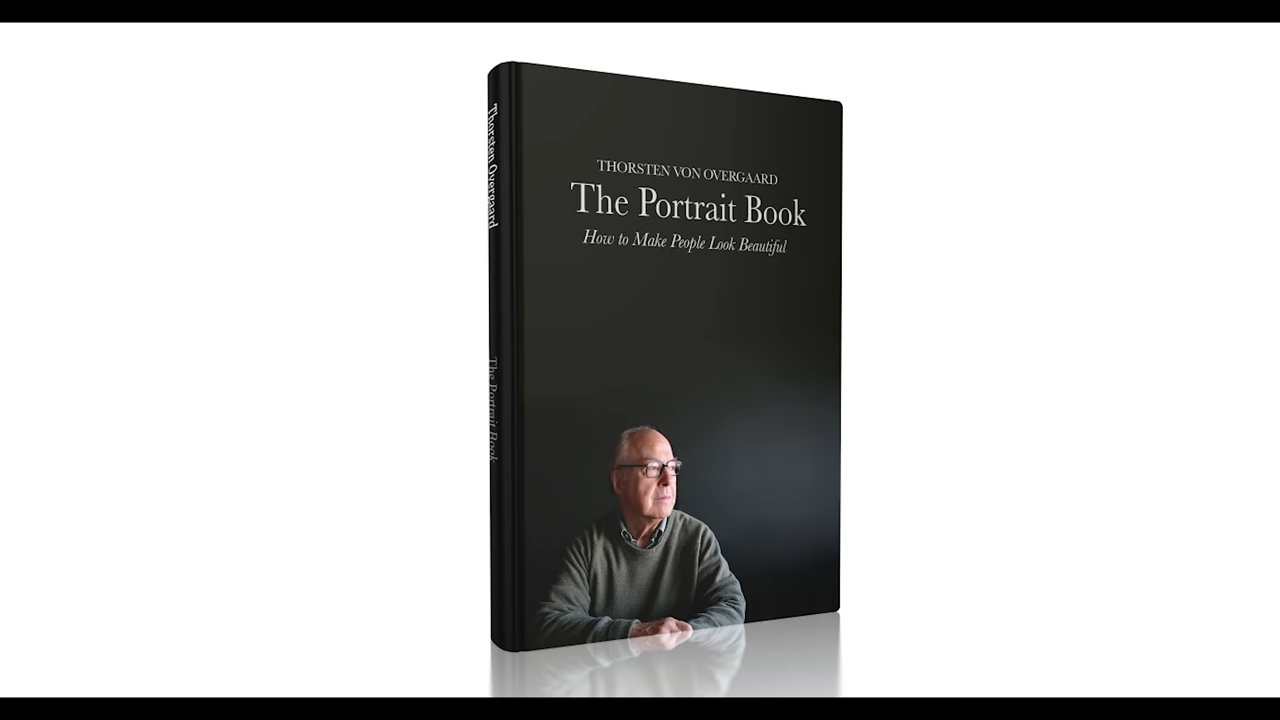 THORSTEN VON OVERGAARD
The Portrait Book
How to Make People Look Beautiful
Thorsten Overgaard
The Portrait Book